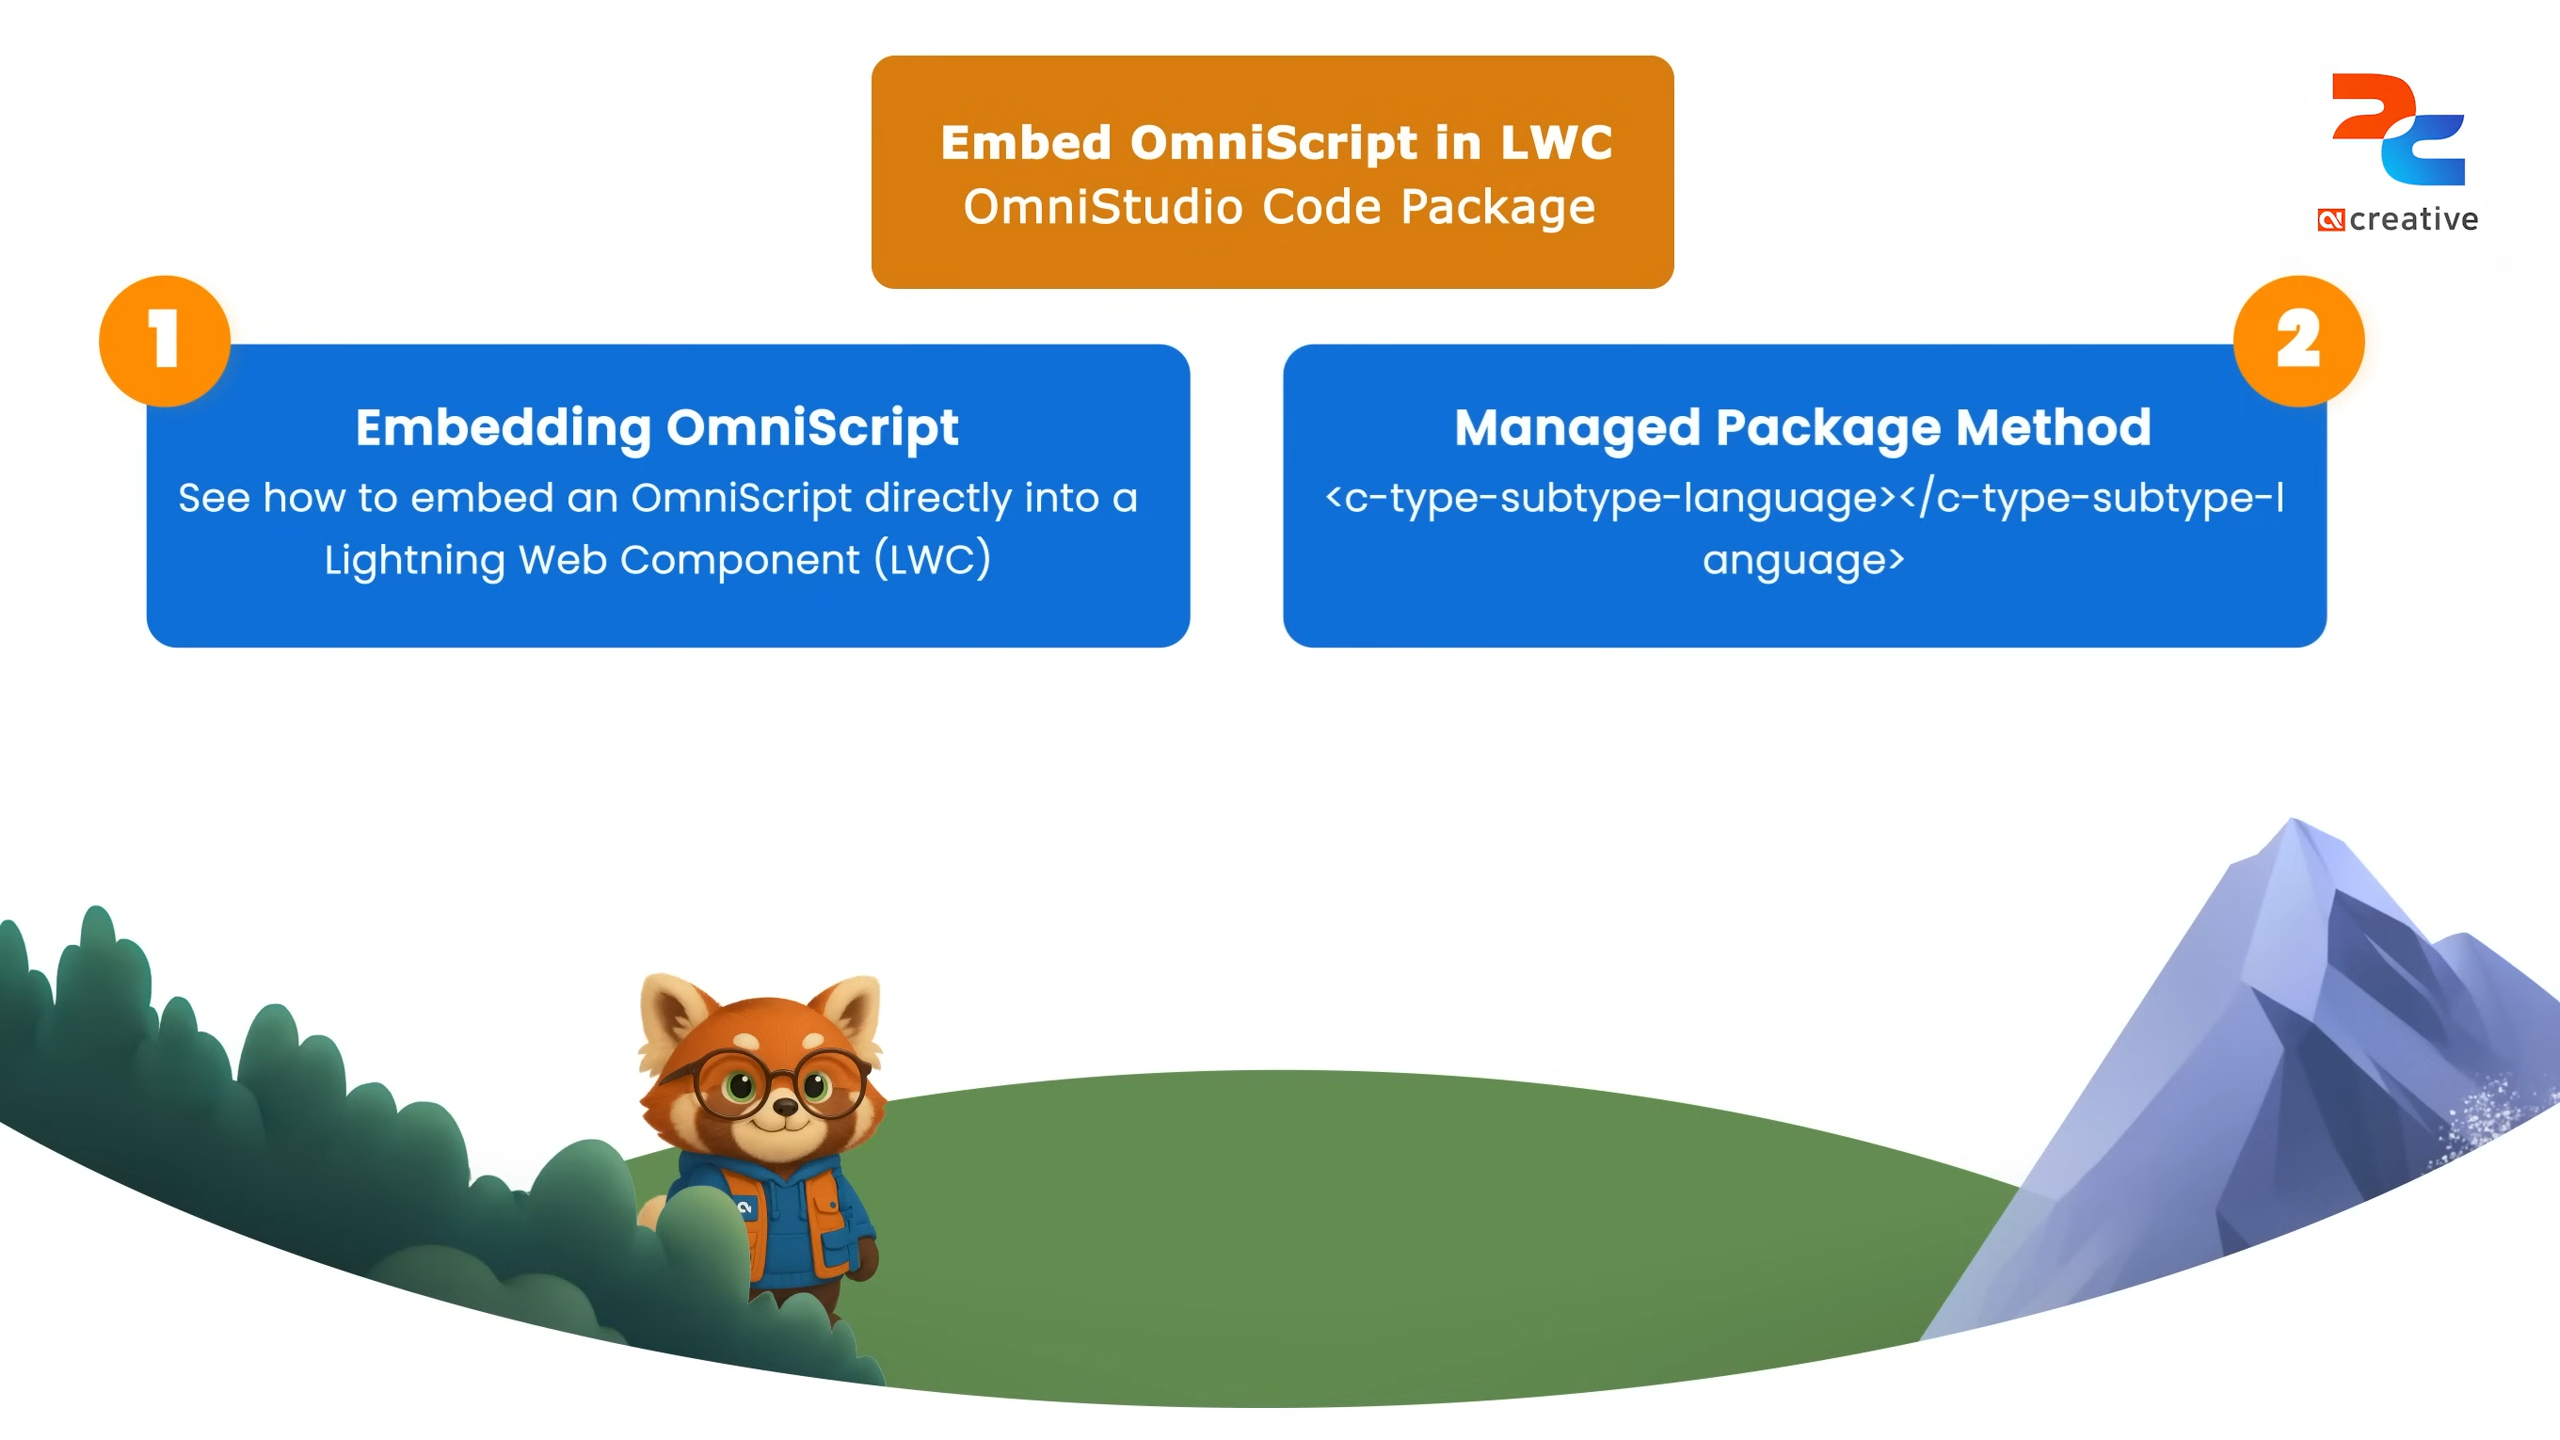 Embed OmniScript in LWC
OmniStudio Code Package
creative
1
Embedding OmniScript
See how to embed an OmniScript directly into a
Lightning Web Component (LWC)
2
Managed Package Method
<c-type-subtype-language></c-type-subtype-l
anguage>